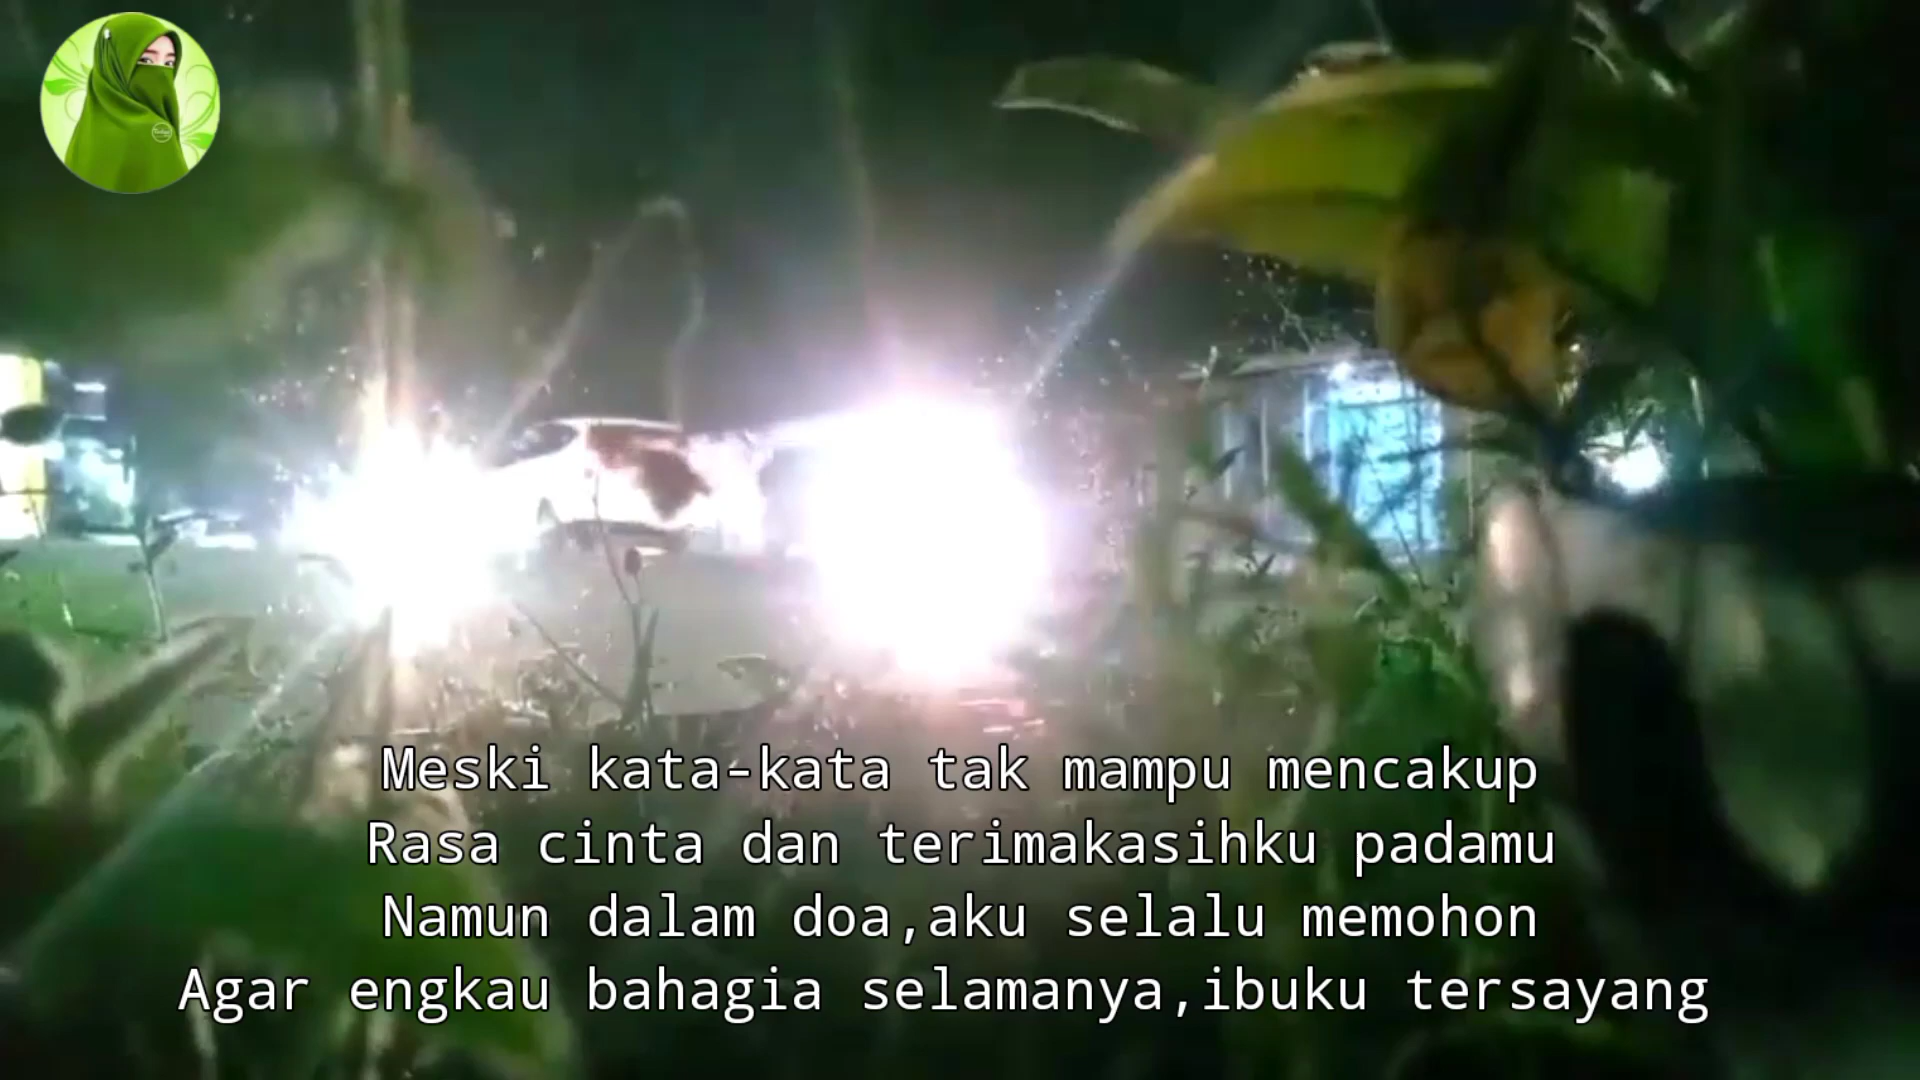 Meski kata-kata tak mampu mencakup
Rasa cinta dan terimakasihku padamu
Namun dalam doa,aku selalu memohon
Agar engkau bahagia selamanya,ibuku tersayang